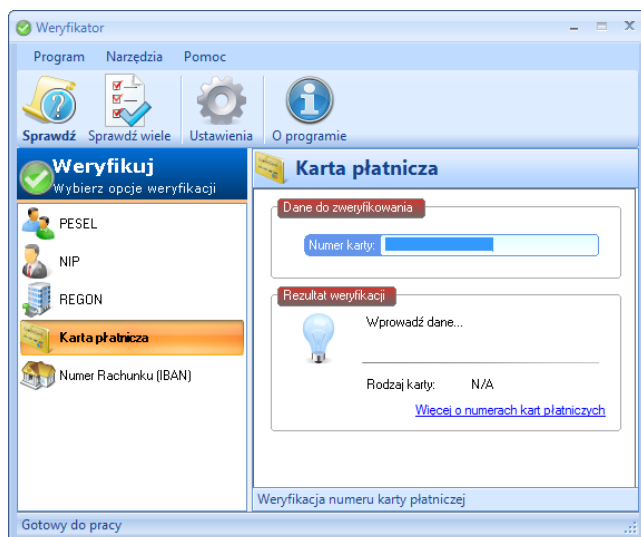 Weryfikator
Program Narzędzia Pomoc
Sprawdź Sprawdź wiele Ustawienia O programie
Weryfikuj
Wybierz opcje weryfikacji
PESEL
NIP
REGON
Karta płatnicza
Numer Rachunku (IBAN)
Karta płatnicza
Dane do zweryfikowania
Numer karty:
Rezultat weryfikacji
Wprowadź dane...
Rodzaj karty: N/A
Więcej o numerach kart płatniczych
Weryfikacja numeru karty płatniczej
Gotowy do pracy